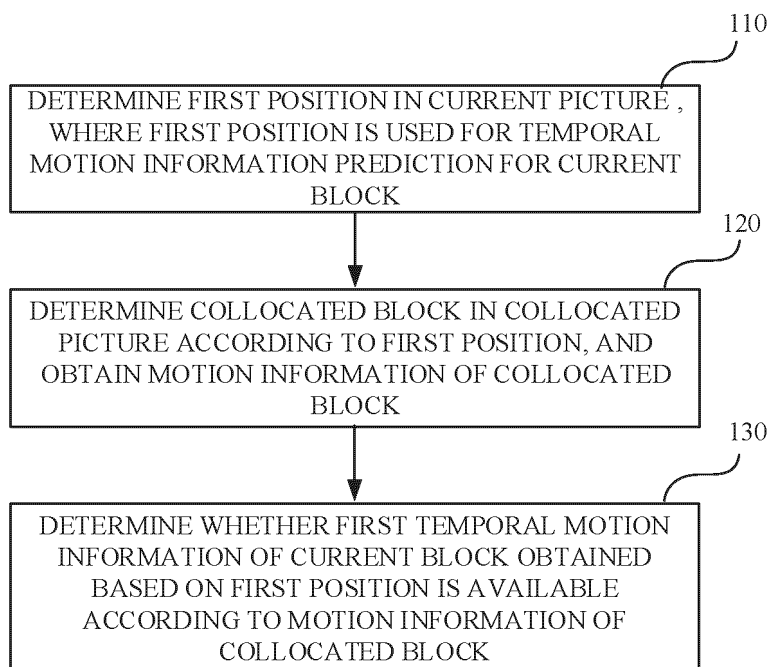 110
DETERMINE FIRST POSITION IN CURRENT PICTURE ,
WHERE FIRST POSITION IS USED FOR TEMPORAL
MOTION INFORMATION PREDICTION FOR CURRENT
BLOCK
120
DETERMINE COLLOCATED BLOCK IN COLLOCATED
PICTURE ACCORDING TO FIRST POSITION, AND
OBTAIN MOTION INFORMATION OF COLLOCATED
BLOCK
130
DETERMINE WHETHER FIRST TEMPORAL MOTION
INFORMATION OF CURRENT BLOCK OBTAINED
BASED ON FIRST POSITION IS AVAILABLE
ACCORDING TO MOTION INFORMATION OF
COLLOCATED BLOCK